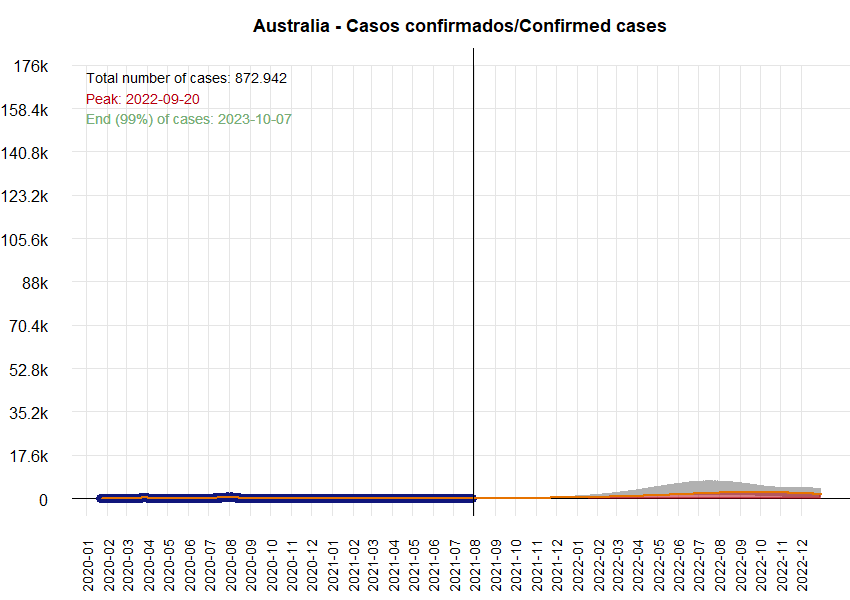 Australia - Casos confirmados/Confirmed cases
176k
Total number of cases: 872.942
Peak: 2022-09-20
158.4k
End (99%) of cases: 2023-10-07
140.8k
123.2k
105.6k
88k
70.4k
52.8k
35.2k
17.6k
0
2020-01
2020-02
2020-03
2020-04
2020-05
2020-06
2020-07
2020-08
2020-09
2020-10
2020-11
2020-12
2021-01
2021-02
2021-03
2021-04
2021-05
2021-06
2021-07
2021-08
2021-09
2021-10
2021-11
2021-12
2022-01
2022-02
2022-03
2022-04
2022-05
2022-06
2022-07
2022-08
2022-09
2022-10
2022-11
2022-12